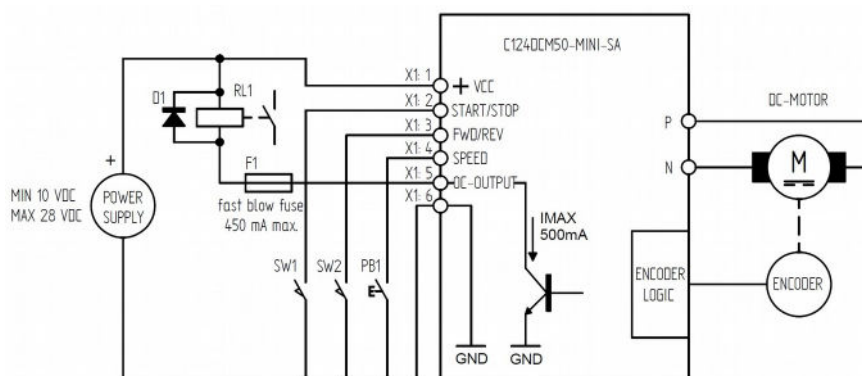 C124DCM50-MINI-SA
X1: 1
+ VCC
X1: 2
START/STOP
X1: 3
FWD/REV
X1: 4
SPEED
X1: 5
OC-OUTPUT
X1: 6
D1
RL1
F1
fast blow fuse
450 mA max.
+
MIN 10 VDC
MAX 28 VDC
POWER
SUPPLY
SW1
SW2
PB1
IMAX
500mA
GND
GND
P
N
DC-MOTOR
M
ENCODER
LOGIC
ENCODER